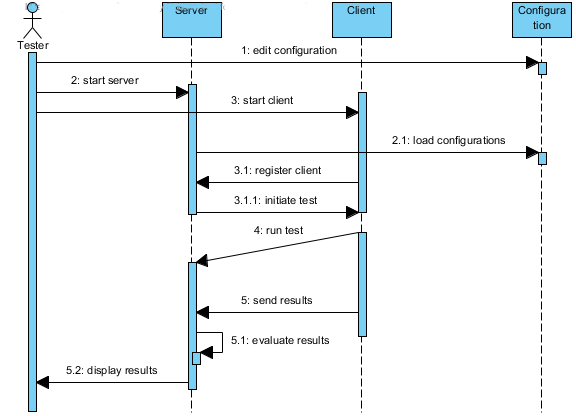 Server
Client
Configura
tion
Tester
1: edit configuration
2: start server
3: start client
2.1: load configurations
3.1: register client
3.1.1: initiate test
4: run test
5: send results
5.1: evaluate results
5.2: display results